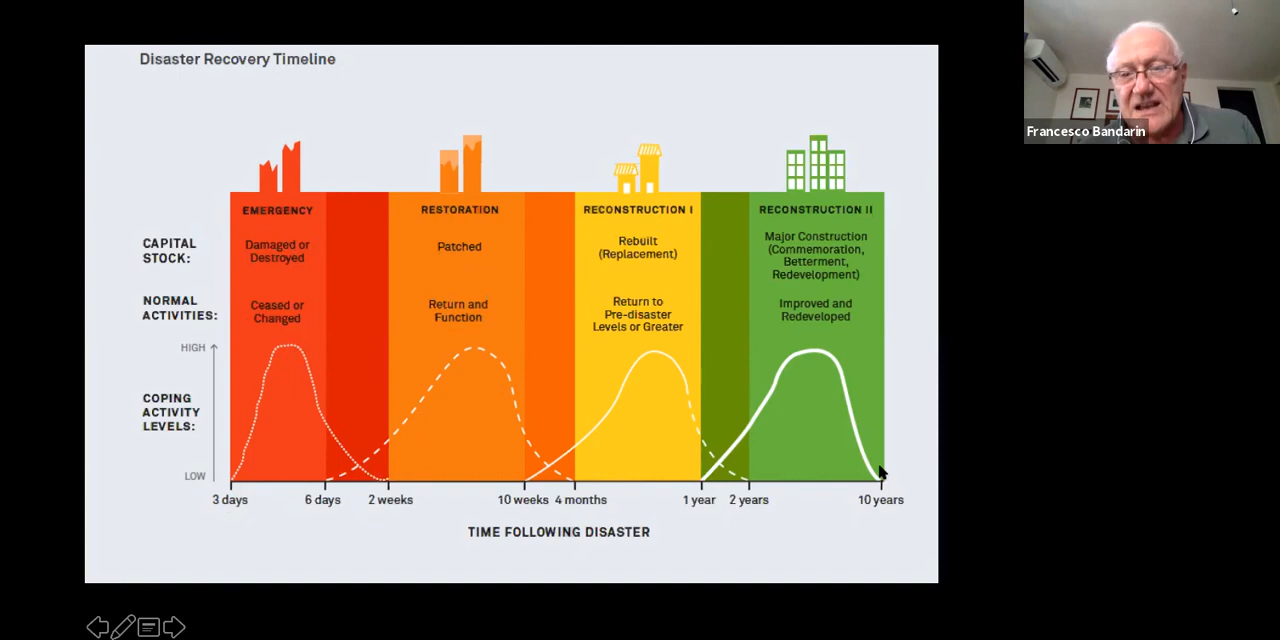 Disaster Recovery Timeline
Francesco Bandarin
EMERGENCY
RESTORATION
RECONSTRUCTION I
RECONSTRUCTION II
CAPITAL
STOCK:
Damaged or
Destroyed
Patched
Rebuilt
(Replacement)
Major Construction
(Commemoration,
Betterment,
Redevelopment)
NORMAL
ACTIVITIES:
Ceased or
Changed
Return and
Function
Return to
Pre-disaster
Levels or Greater
Improved and
Redeveloped
HIGH
COPING
ACTIVITY
LEVELS:
LOW
3 days
6 days
2 weeks
10 weeks
4 months
1 year
2 years
10 years
TIME FOLLOWING DISASTER